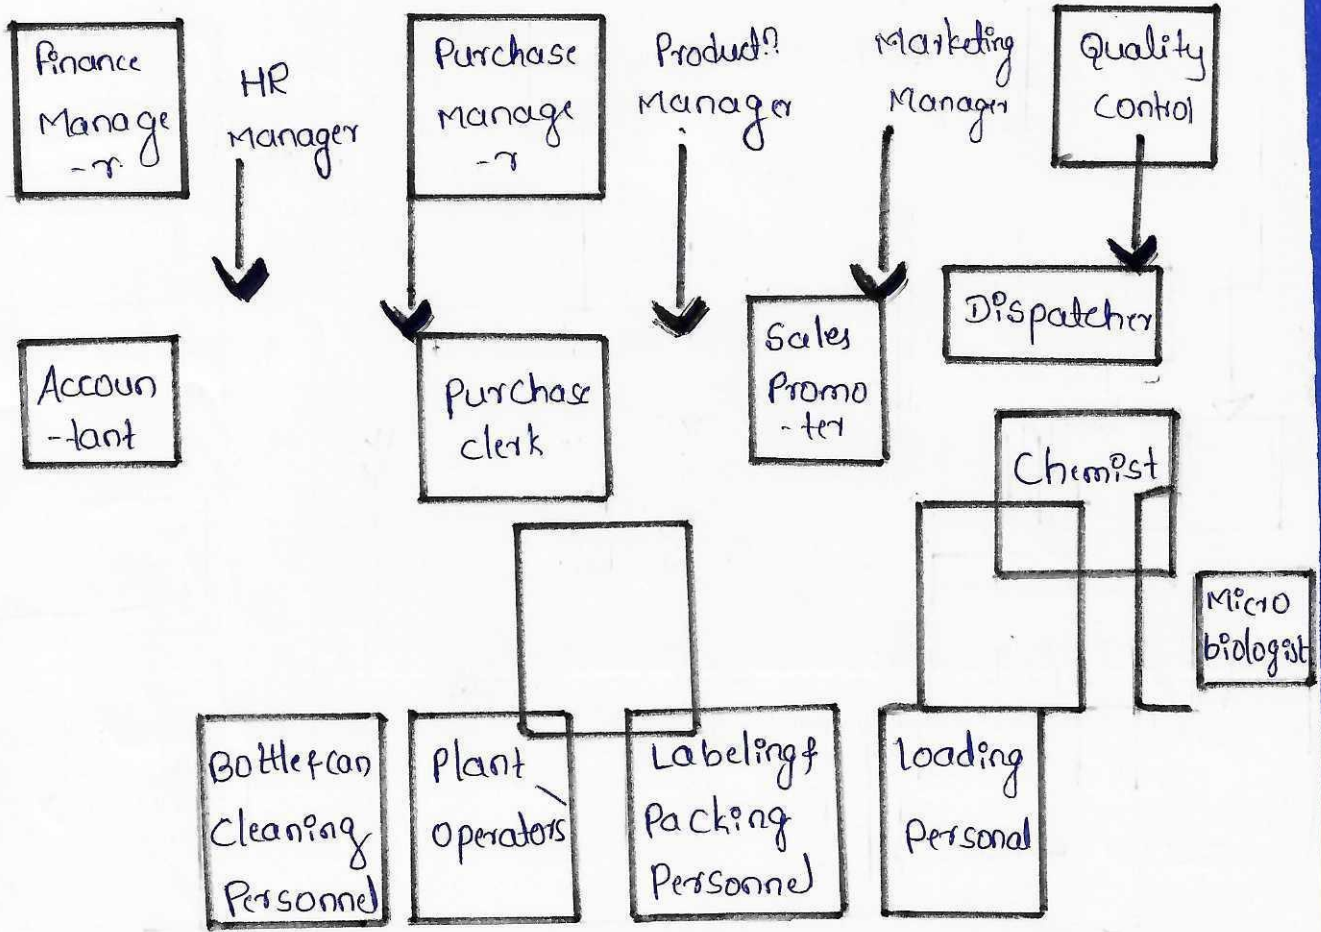 Finance
Manage
-r
HR
Manager
Purchase
Manage
-r
Product?
Manager
Marketing
Manager
Quality
control
Accoun
-tant
Purchase
clerk
Sales
Promo
-ter
Dispatcher
Chemist
Micro
biologist
Bottle & can
Cleaning
Personnel
Plant
operators
Labeling &
Packing
Personnel
loading
Personal